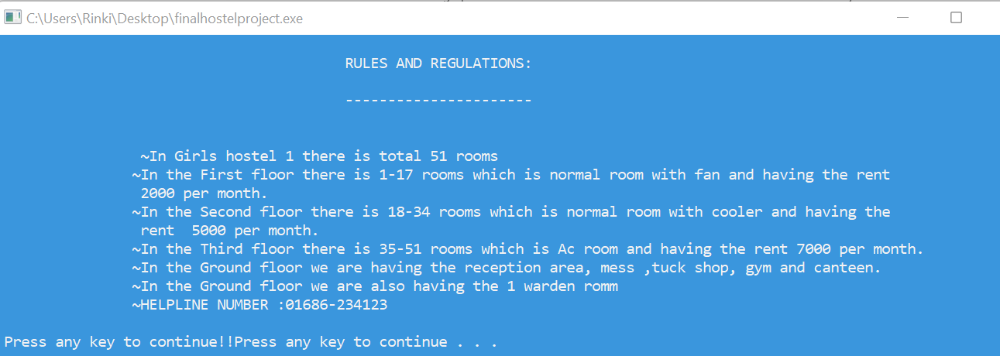 C:\Users\Rinki\Desktop\finalhostelproject.exe
RULES AND REGULATIONS:
----------------------
~In Girls hostel 1 there is total 51 rooms
~In the First floor there is 1-17 rooms which is normal room with fan and having the rent
2000 per month.
~In the Second floor there is 18-34 rooms which is normal room with cooler and having the
rent  5000 per month.
~In the Third floor there is 35-51 rooms which is Ac room and having the rent 7000 per month.
~In the Ground floor we are having the reception area, mess ,tuck shop, gym and canteen.
~In the Ground floor we are also having the 1 warden romm
~HELPLINE NUMBER :01686-234123
Press any key to continue!!Press any key to continue . . .